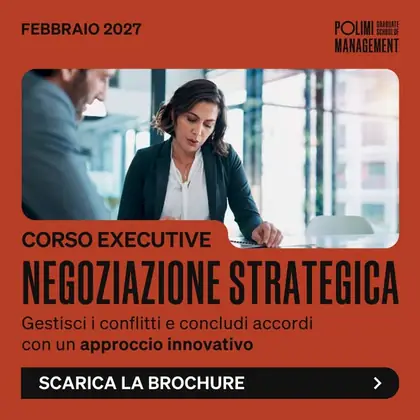 FEBBRAIO 2027
POLIMI GRADUATE
SCHOOL OF
MANAGEMENT
CORSO EXECUTIVE
NEGOZIAZIONE STRATEGICA
Gestisci i conflitti e concludi accordi
con un approccio innovativo
SCARICA LA BROCHURE